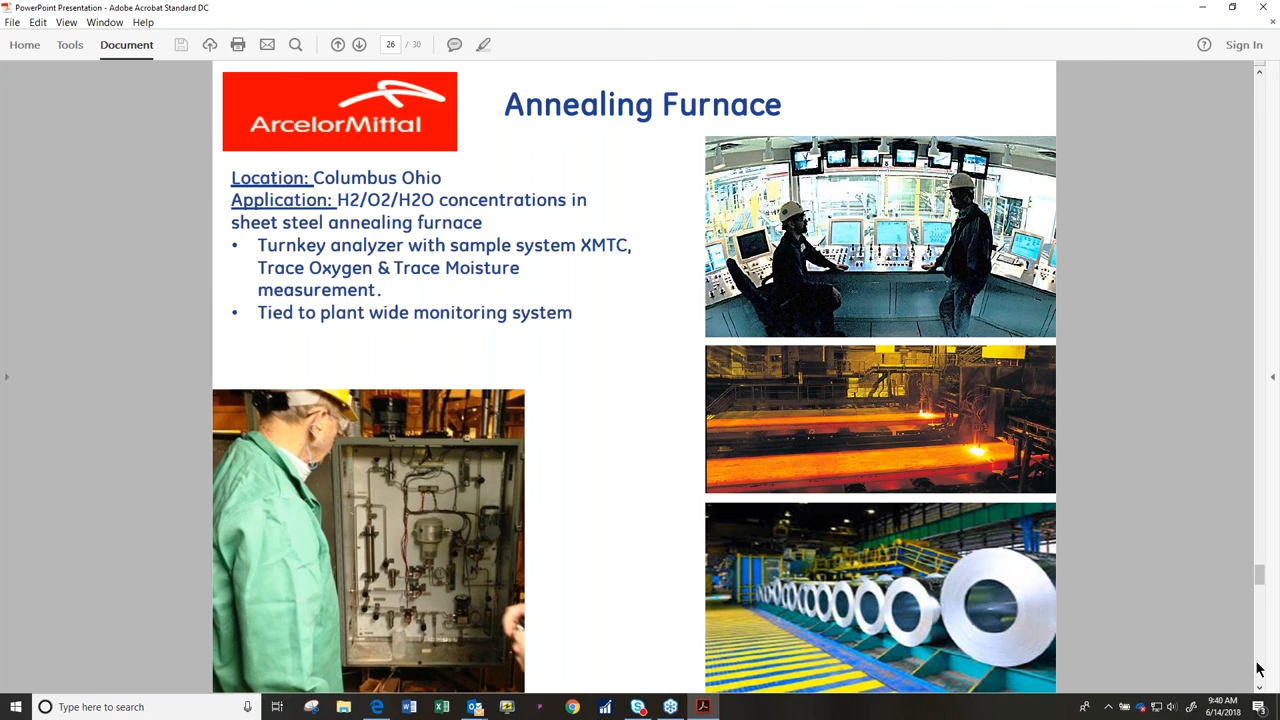 PowerPoint Presentation - Adobe Acrobat Standard DC
File Edit View Window Help
Home Tools Document 26 / 30 Sign In
ArcelorMittal
Annealing Furnace
Location: Columbus Ohio
Application: H2/O2/H2O concentrations in
sheet steel annealing furnace
• Turnkey analyzer with sample system XMTC,
Trace Oxygen & Trace Moisture
measurement.
• Tied to plant wide monitoring system
Type here to search
9:40 AM
6/14/2018